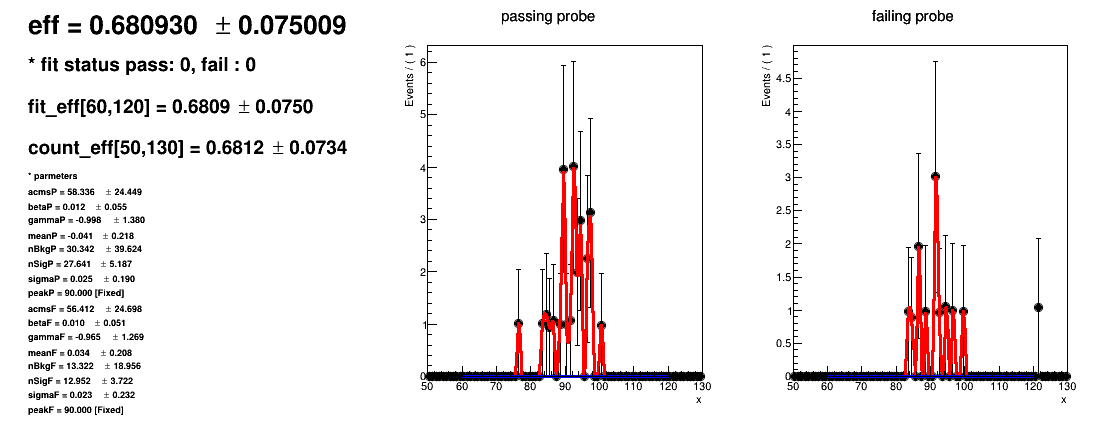 eff = 0.680930 ± 0.075009
* fit status pass: 0, fail : 0
fit_eff[60,120] = 0.6809 ± 0.0750
count_eff[50,130] = 0.6812 ± 0.0734
* parmeters
acmsP = 58.336 ± 24.449
betaP = 0.012 ± 0.055
gammaP = -0.998 ± 1.380
meanP = -0.041 ± 0.218
nBkgP = 30.342 ± 39.624
nSigP = 27.641 ± 5.187
sigmaP = 0.025 ± 0.190
peakP = 90.000 [Fixed]
acmsF = 56.412 ± 24.698
betaF = 0.010 ± 0.051
gammaF = -0.965 ± 1.269
meanF = 0.034 ± 0.208
nBkgF = 13.322 ± 18.956
nSigF = 12.952 ± 3.722
sigmaF = 0.023 ± 0.232
peakF = 90.000 [Fixed]
passing probe
Events / ( 1 )
6
5
4
3
2
1
0
50 60 70 80 90 100 110 120 130
x
failing probe
Events / ( 1 )
4.5
4
3.5
3
2.5
2
1.5
1
0.5
0
50 60 70 80 90 100 110 120 130
x